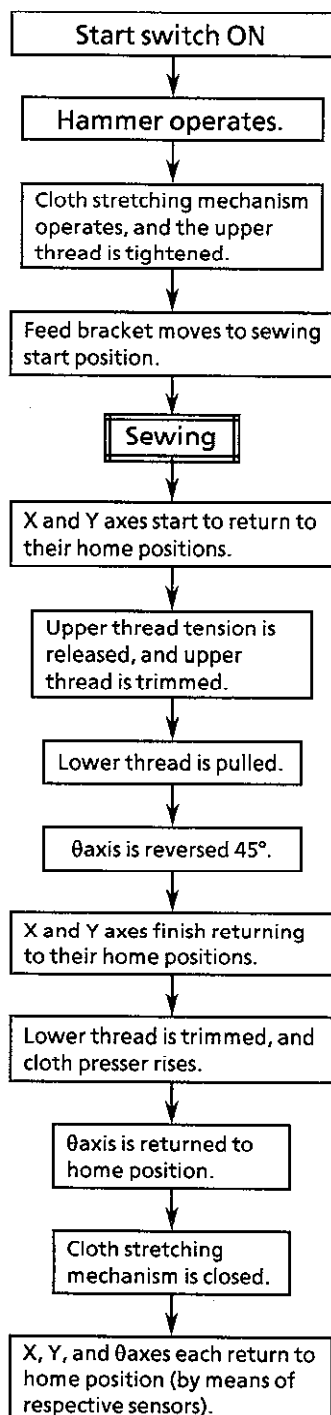 Start switch ON
Hammer operates.
Cloth stretching mechanism
operates, and the upper
thread is tightened.
Feed bracket moves to sewing
start position.
Sewing
X and Y axes start to return to
their home positions.
Upper thread tension is
released, and upper
thread is trimmed.
Lower thread is pulled.
θaxis is reversed 45°.
X and Y axes finish returning
to their home positions.
Lower thread is trimmed, and
cloth presser rises.
θaxis is returned to
home position.
Cloth stretching
mechanism is closed.
X, Y, and θaxes each return to
home position (by means of
respective sensors).